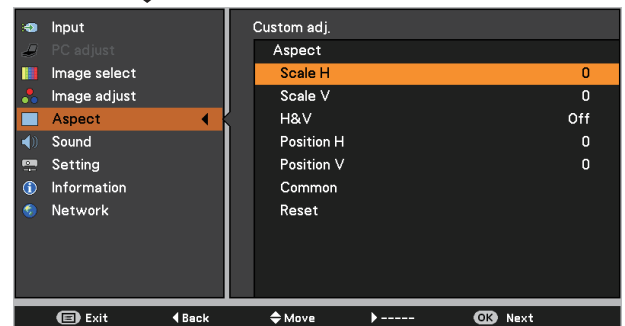 Input
PC adjust
Image select
Image adjust
Aspect
Sound
Setting
Information
Network
Custom adj.
Aspect
Scale H 0
Scale V 0
H&V Off
Position H 0
Position V 0
Common
Reset
Exit Back Move ----- OK Next